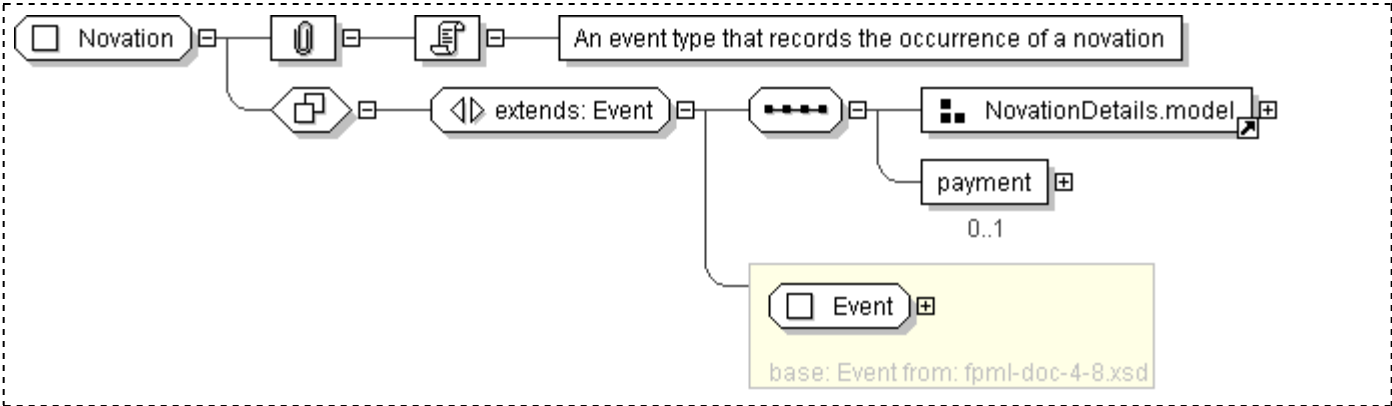 Novation
An event type that records the occurrence of a novation
extends: Event
NovationDetails.model
payment
0..1
Event
base: Event from: fpml-doc-4-8.xsd